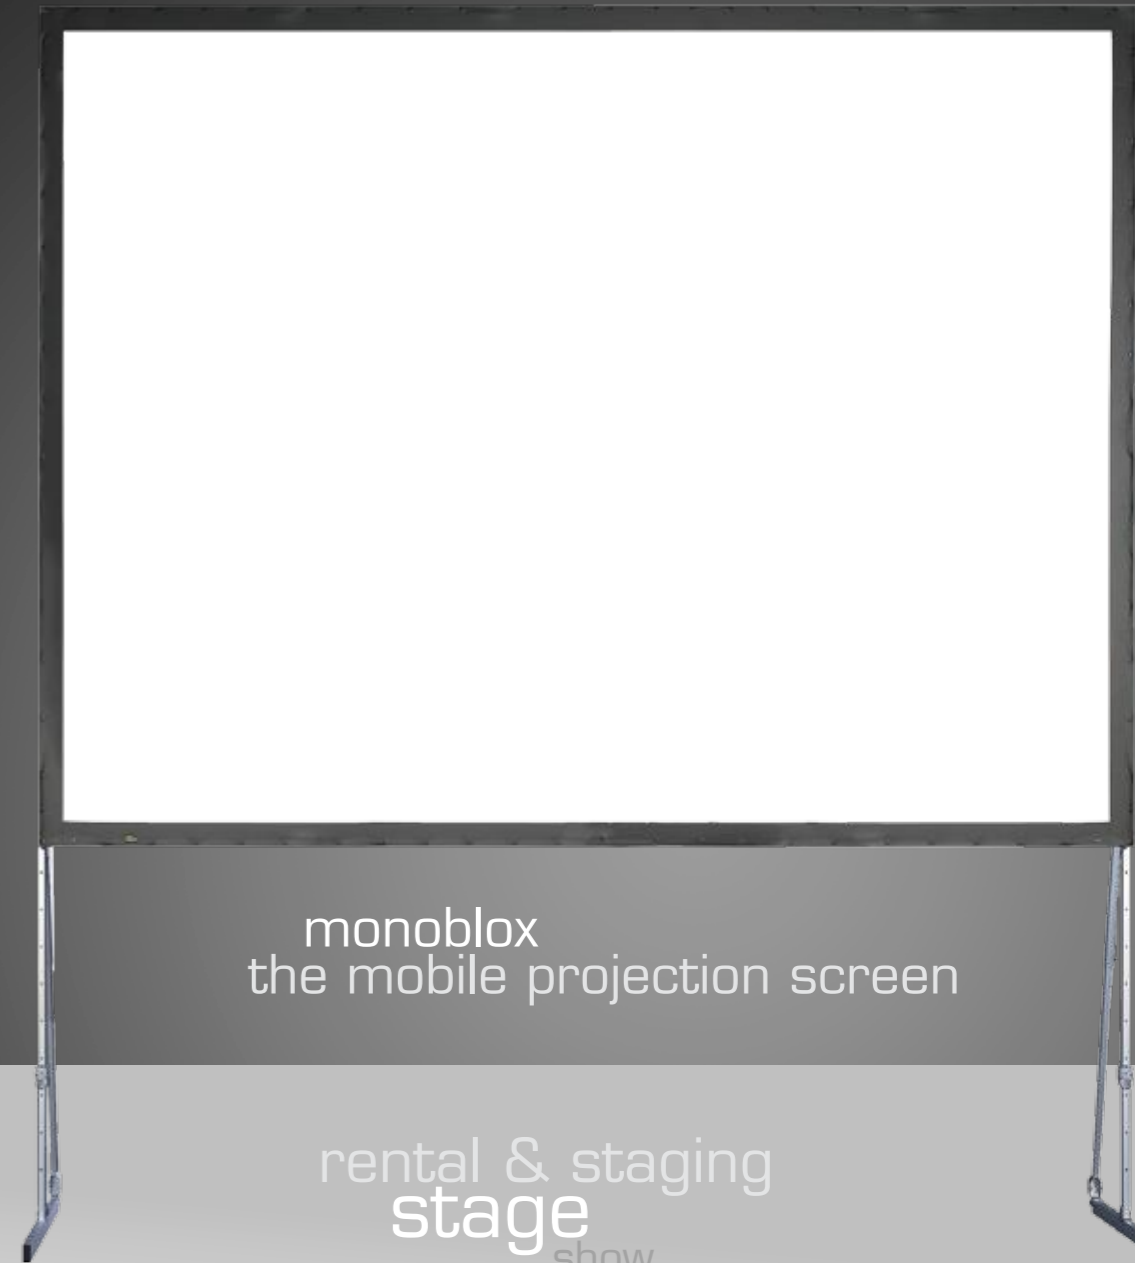 monoblox
the mobile projection screen
rental & staging
stage
show